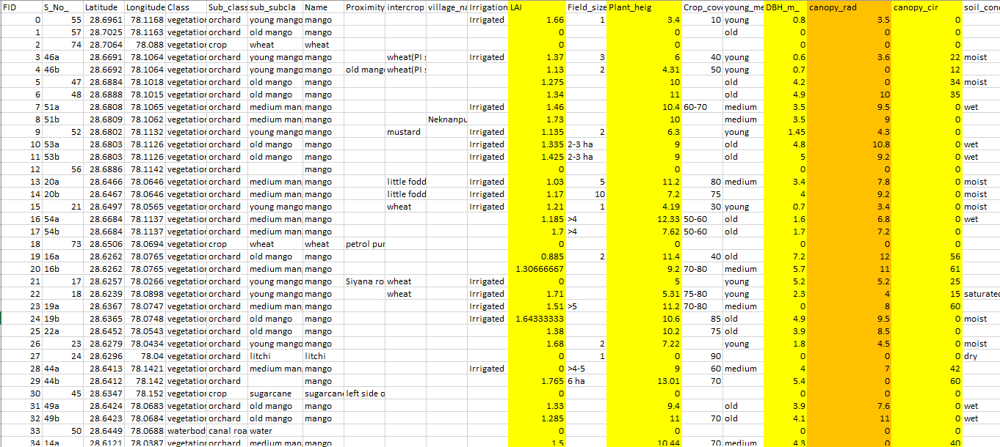 FID S_No_ Latitude Longitude Class Sub_class sub_subcla Name Proximity intercrop village_na Irrigation LAI Field_size Plant_heig Crop_cov young_me DBH_m_ canopy_rad canopy_cir soil_con
0 55 28.6961 78.1168 vegetation orchard young mango mango Irrigated 1.66 1 3.4 10 young 0.8 3.5 0
1 57 28.7025 78.1163 vegetation orchard old mango mango 0 0 old 0 0 0
2 74 28.7064 78.088 vegetation crop wheat wheat 0 0 0 0 0
3 46a 28.6691 78.1064 vegetation orchard young mango mango wheat(PI s Irrigated 1.37 3 6 40 young 0.6 3.6 22 moist
4 46b 28.6692 78.1064 vegetation orchard young mango mango old mang wheat(PI s 1.13 2 4.31 50 young 0.7 0 12
5 47 28.6884 78.1018 vegetation orchard old mango mango 1.275 10 old 4.2 0 34 moist
6 48 28.6888 78.1015 vegetation orchard old mango mango 1.34 11 old 4.9 10 35
7 51a 28.6808 78.1065 vegetation orchard medium man mango Irrigated 1.46 10.4 60-70 medium 3.5 9.5 0 wet
8 51b 28.6809 78.1062 vegetation orchard medium man mango Neknanpu 1.73 10 medium 3.5 9 0
9 52 28.6802 78.1132 vegetation orchard young mango mango mustard Irrigated 1.135 2 6.3 young 1.45 4.3 0
10 53a 28.6803 78.1126 vegetation orchard old mango mango Irrigated 1.335 2-3 ha 9 old 4.8 10.8 0 wet
11 53b 28.6803 78.1126 vegetation orchard old mango mango Irrigated 1.425 2-3 ha 9 old 5 9.2 0 wet
12 56 28.6886 78.1142 vegetation orchard mango 0 0 0 0 0
13 20a 28.6466 78.0646 vegetation orchard medium man mango little fodd Irrigated 1.03 5 11.2 80 medium 3.4 7.8 0 moist
14 20b 28.6467 78.0646 vegetation orchard medium man mango little fodd Irrigated 1.17 10 7.2 75 4 9.2 0 moist
15 21 28.6497 78.0565 vegetation orchard young mango mango wheat Irrigated 1.21 1 4.19 30 young 0.7 3.4 0 moist
16 54a 28.6684 78.1137 vegetation orchard medium man mango Irrigated 1.185 >4 12.33 50-60 old 1.6 6.8 0 wet
17 54b 28.6684 78.1137 vegetation orchard medium man mango 1.7 >4 7.62 50-60 old 1.7 7.2 0
18 73 28.6506 78.0694 vegetation crop wheat wheat petrol pur 0 0 0 0 0
19 16a 28.6262 78.0765 vegetation orchard old mango mango 0.885 2 11.4 40 old 7.2 12 56
20 16b 28.6262 78.0765 vegetation orchard medium man mango 1.30666667 9.2 70-80 medium 5.7 11 61
21 17 28.6257 78.0266 vegetation orchard young mango mango Siyana ro wheat Irrigated 0 5 young 5.2 5.2 25
22 18 28.6239 78.0898 vegetation orchard young mango mango wheat Irrigated 1.71 5.31 75-80 young 2.3 4 15 saturated
23 19a 28.6367 78.0747 vegetation orchard medium man mango Irrigated 1.51 >5 11.2 70-80 medium 0 8 60
24 19b 28.6365 78.0748 vegetation orchard old mango mango Irrigated 1.64333333 10.6 85 old 4.9 9.5 0 moist
25 22a 28.6452 78.0543 vegetation orchard old mango mango 1.38 10.2 75 old 3.9 8.5 0
26 23 28.6279 78.0434 vegetation orchard young mango mango 1.68 2 7.22 young 1.8 4.5 0 moist
27 24 28.6296 78.04 vegetation orchard litchi litchi 0 1 0 90 0 0 0 dry
28 44a 28.6413 78.1421 vegetation orchard medium man mango Irrigated 0 >4-5 9 60 medium 4 7 42
29 44b 28.6412 78.142 vegetation orchard mango 1.765 6 ha 13.01 70 5.4 0 60
30 45 28.6347 78.152 vegetation crop sugarcane sugarcane left side o 0 0 0 0 0
31 49a 28.6424 78.0683 vegetation orchard old mango mango 1.33 9.4 old 3.9 7.6 0 wet
32 49b 28.6423 78.0684 vegetation orchard old mango mango 1.285 11 70 old 4.1 11 0 wet
33 50 28.6449 78.0688 waterbod canal roa water 0 0 0 0 0
34 14a 28.6121 78.0387 vegetation orchard medium man mango 1.5 10.44 70 medium 4.3 0 40